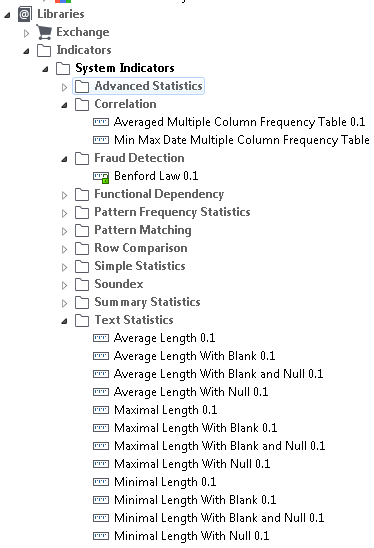 Libraries
Exchange
Indicators
System Indicators
Advanced Statistics
Correlation
Averaged Multiple Column Frequency Table 0.1
Min Max Date Multiple Column Frequency Table
Fraud Detection
Benford Law 0.1
Functional Dependency
Pattern Frequency Statistics
Pattern Matching
Row Comparison
Simple Statistics
Soundex
Summary Statistics
Text Statistics
Average Length 0.1
Average Length With Blank 0.1
Average Length With Blank and Null 0.1
Average Length With Null 0.1
Maximal Length 0.1
Maximal Length With Blank 0.1
Maximal Length With Blank and Null 0.1
Maximal Length With Null 0.1
Minimal Length 0.1
Minimal Length With Blank 0.1
Minimal Length With Blank and Null 0.1
Minimal Length With Null 0.1